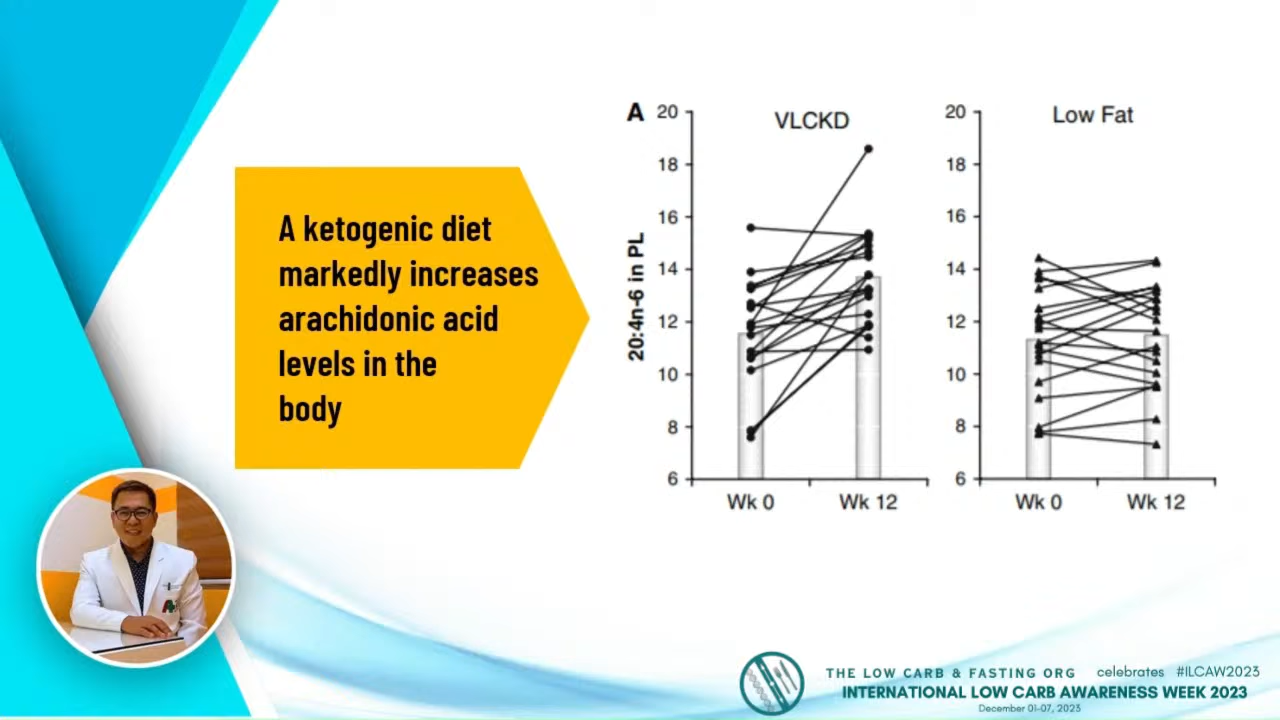 A ketogenic diet
markedly increases
arachidonic acid
levels in the
body
A
VLCKD
20
18
16
14
12
10
8
6
20:4n-6 in PL
Wk 0 Wk 12
Low Fat
20
18
16
14
12
10
8
6
Wk 0 Wk 12
THE LOW CARB & FASTING ORG celebrates #ILCAW2023
INTERNATIONAL LOW CARB AWARENESS WEEK 2023
December 01-07, 2023